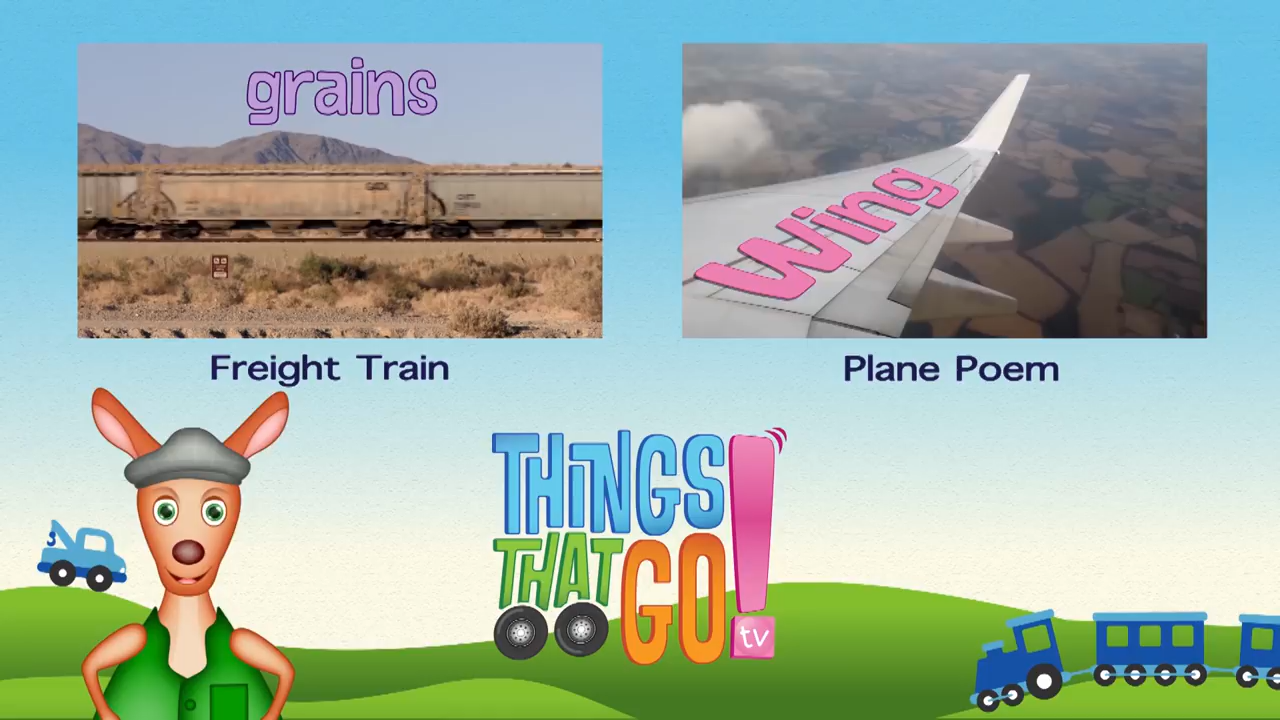 grains
Wing
Freight Train
Plane Poem
THINGS
THAT GO!
tv